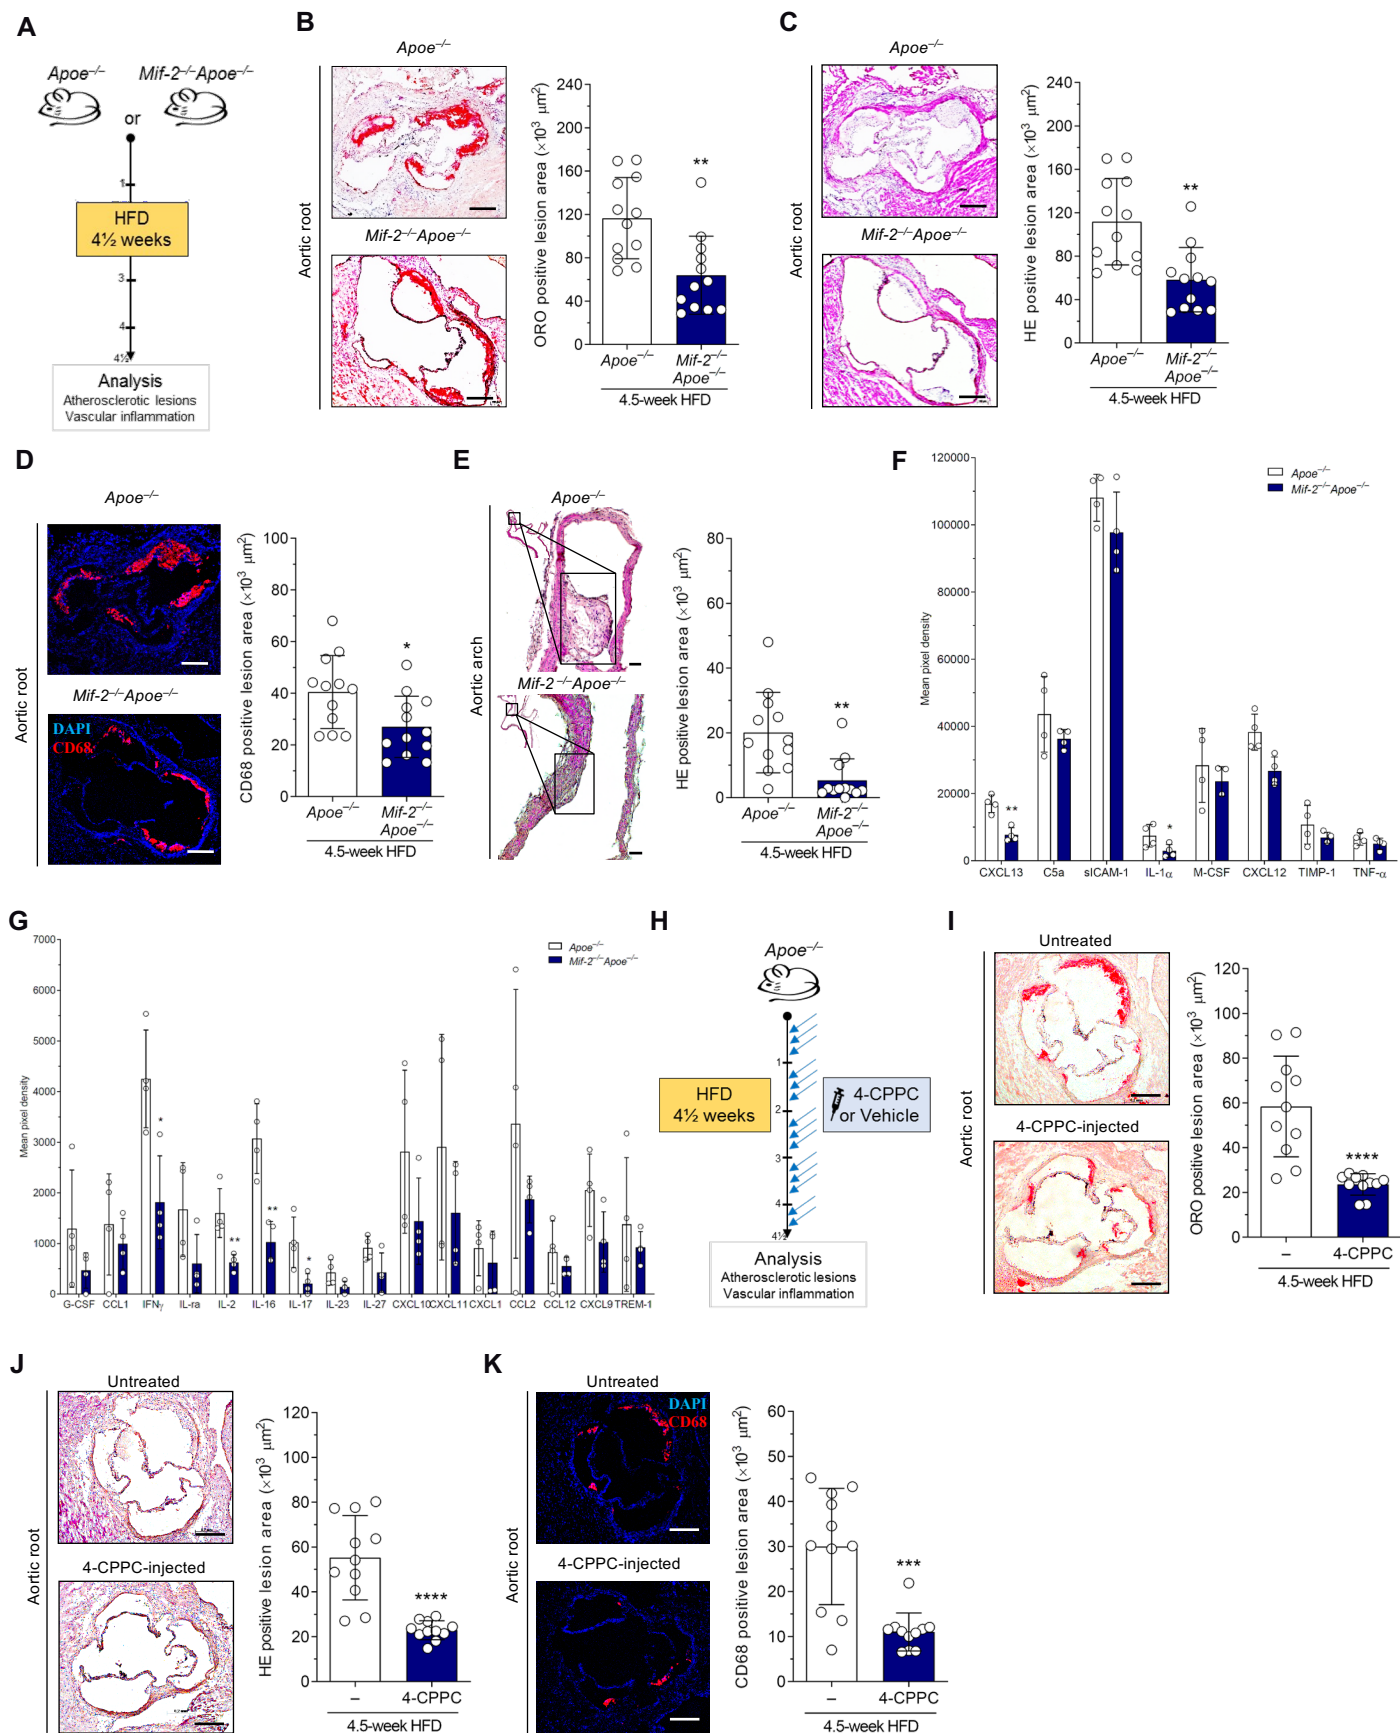 A
Apoe–/–
Mif-2–/–Apoe–/–
or
1
HFD
4½ weeks
3
4
4½
Analysis
Atherosclerotic lesions
Vascular inflammation
B
Apoe–/–
Aortic root
Mif-2–/–Apoe–/–
ORO positive lesion area (×10³ μm²)
240
200
160
120
80
40
0
**
Apoe–/–
Mif-2–/–
Apoe–/–
4.5-week HFD
C
Apoe–/–
Aortic root
Mif-2–/–Apoe–/–
HE positive lesion area (×10³ μm²)
240
200
160
120
80
40
0
**
Apoe–/–
Mif-2–/–
Apoe–/–
4.5-week HFD
D
Apoe–/–
Aortic root
Mif-2–/–Apoe–/–
DAPI
CD68
CD68 positive lesion area (×10³ μm²)
100
80
60
40
20
0
*
Apoe–/–
Mif-2–/–
Apoe–/–
4.5-week HFD
E
Apoe–/–
Aortic arch
Mif-2–/–Apoe–/–
HE positive lesion area (×10³ μm²)
80
60
40
20
0
**
Apoe–/–
Mif-2–/–
Apoe–/–
4.5-week HFD
F
Mean pixel density
120000
100000
80000
60000
40000
20000
0
Apoe–/–
Mif-2–/–Apoe–/–
**
*
CXCL13 C5a sICAM-1 IL-1α M-CSF CXCL12 TIMP-1 TNF-α
G
Mean pixel density
7000
6000
5000
4000
3000
2000
1000
0
Apoe–/–
Mif-2–/–Apoe–/–
*
**
**
*
G-CSF CCL1 IFNγ IL-ra IL-2 IL-16 IL-17 IL-23 IL-27 CXCL10 CXCL11 CXCL1 CCL2 CCL12 CXCL9 TREM-1
H
Apoe–/–
1
2
3
4
4½
HFD
4½ weeks
4-CPPC
or Vehicle
Analysis
Atherosclerotic lesions
Vascular inflammation
I
Untreated
Aortic root
4-CPPC-injected
ORO positive lesion area (×10³ μm²)
120
100
80
60
40
20
0
****
–
4-CPPC
4.5-week HFD
J
Untreated
Aortic root
4-CPPC-injected
HE positive lesion area (×10³ μm²)
120
100
80
60
40
20
0
****
–
4-CPPC
4.5-week HFD
K
Untreated
DAPI
CD68
Aortic root
4-CPPC-injected
CD68 positive lesion area (×10³ μm²)
60
50
40
30
20
10
0
***
–
4-CPPC
4.5-week HFD